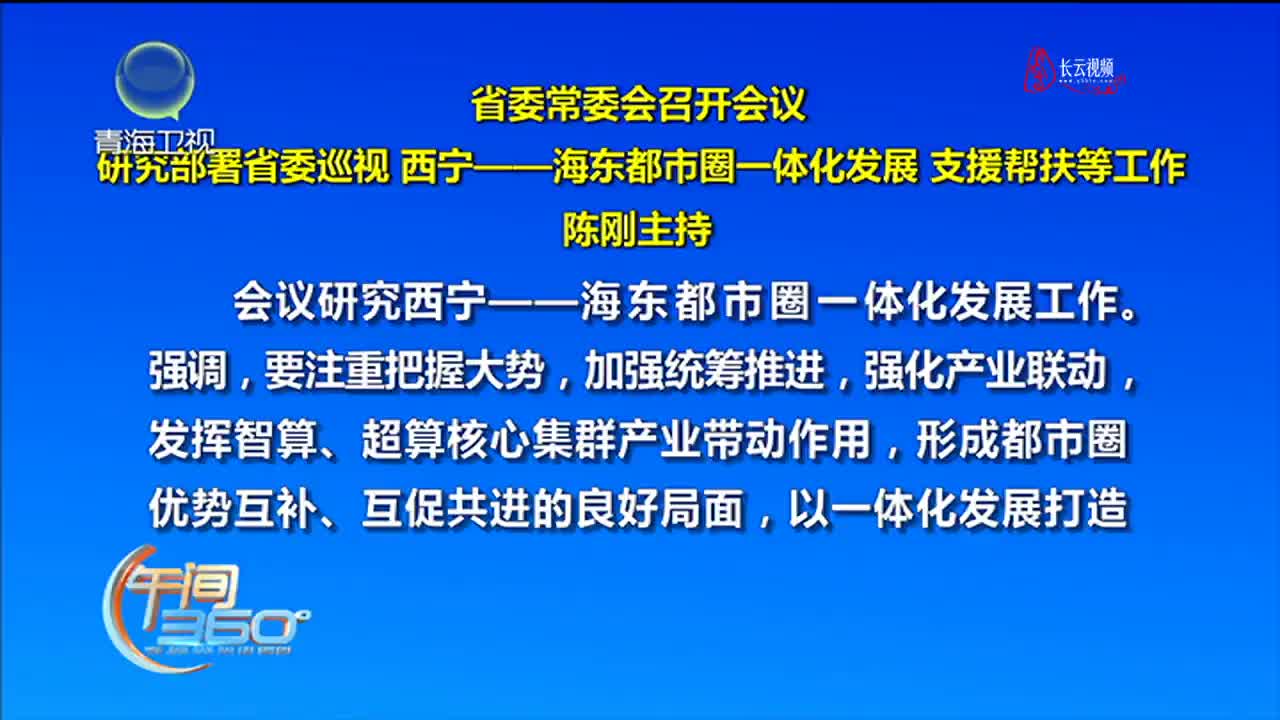 长云视频
省委常委会召开会议
青海卫视
研究部署省委巡视 西宁——海东都市圈一体化发展 支援帮扶等工作
陈刚主持
会议研究西宁——海东都市圈一体化发展工作。
强调，要注重把握大势，加强统筹推进，强化产业联动，
发挥智算、超算核心集群产业带动作用，形成都市圈
优势互补、互促共进的良好局面，以一体化发展打造
午间
360°